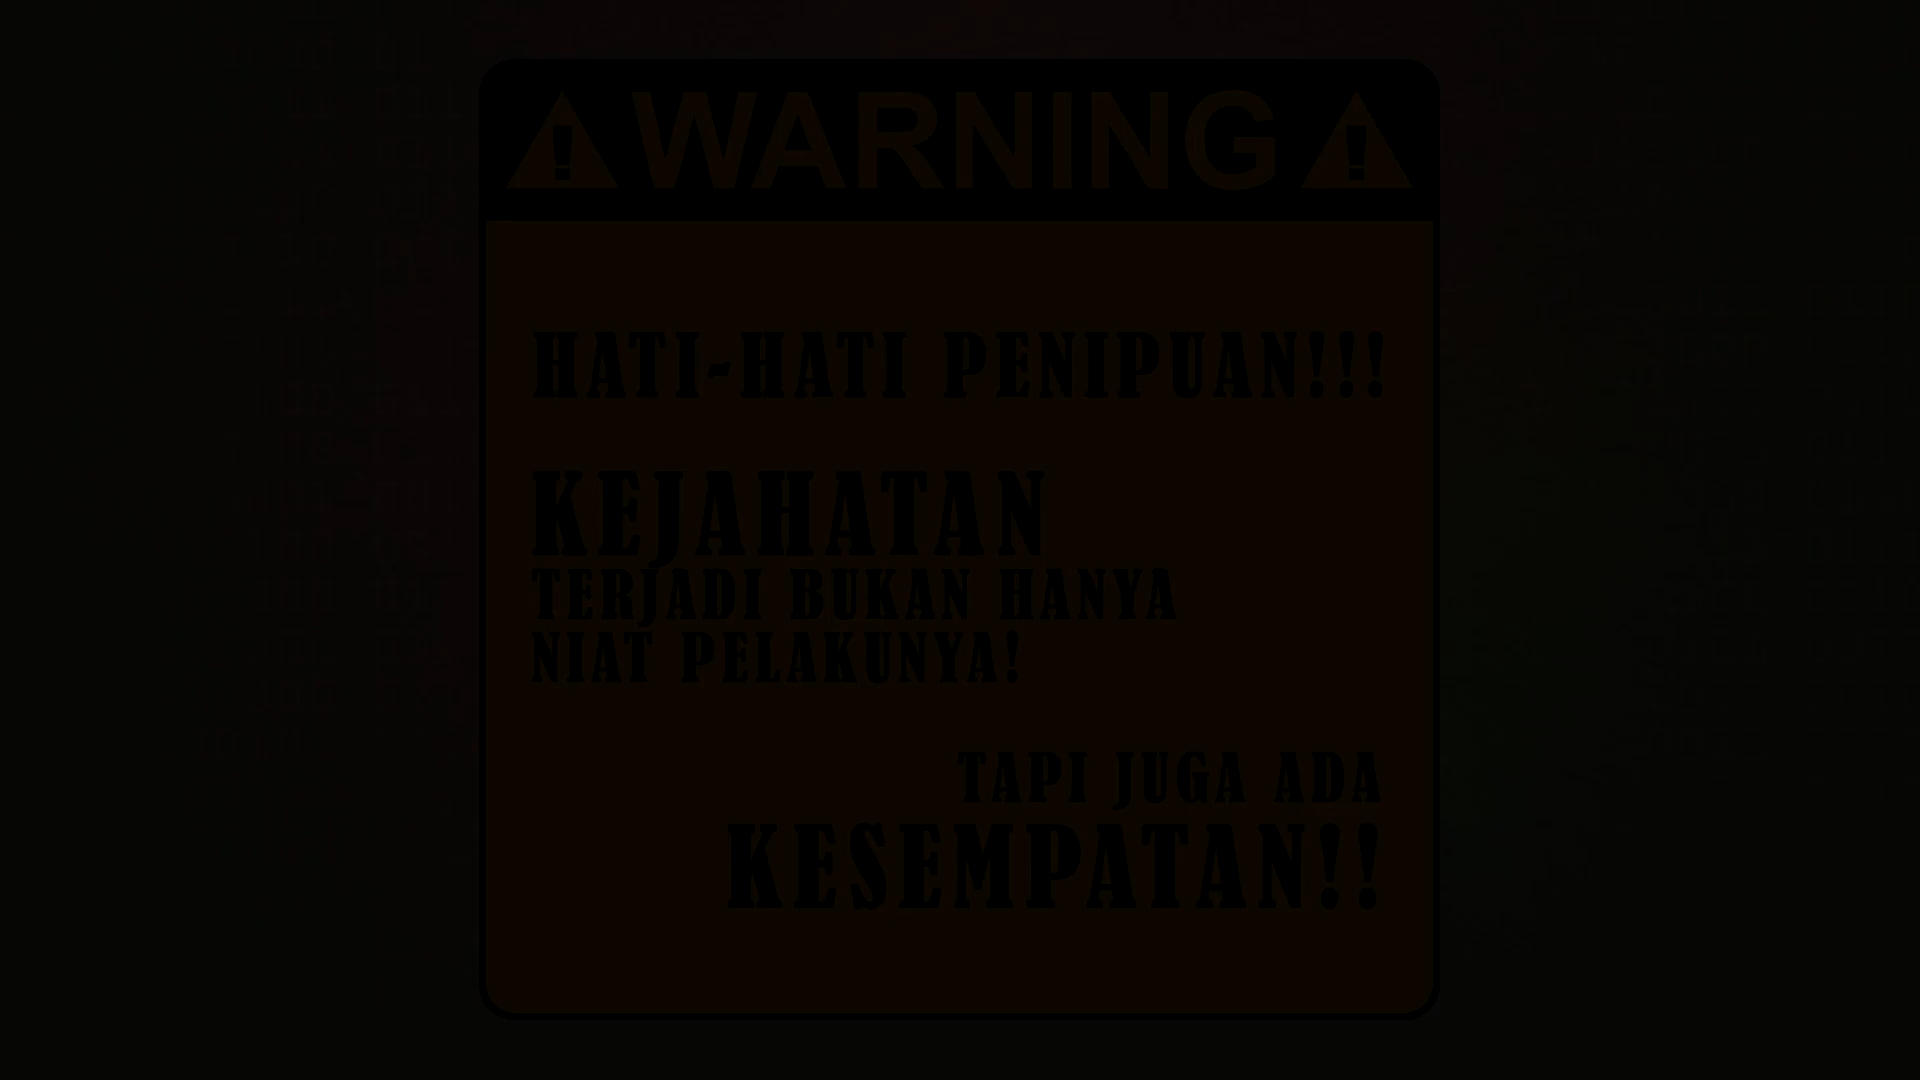 WARNING
HATI-HATI PENIPUAN!!!
KEJAHATAN
TERJADI BUKAN HANYA
NIAT PELAKUNYA!
TAPI JUGA ADA
KESEMPATAN!!